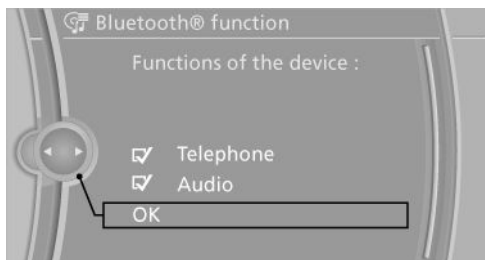 Bluetooth® function
Functions of the device :
Telephone
Audio
OK